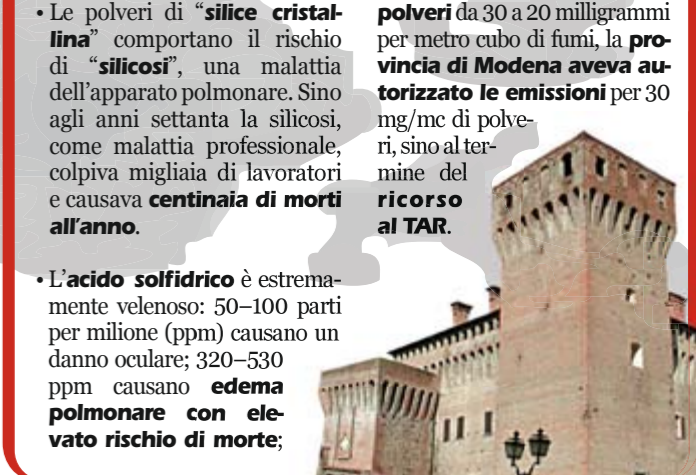 • Le polveri di “silice cristal-
lina” comportano il rischio
di “silicosi”, una malattia
dell’apparato polmonare. Sino
agli anni settanta la silicosi,
come malattia professionale,
colpiva migliaia di lavoratori
e causava centinaia di morti
all’anno.
• L’acido solfidrico è estrema-
mente velenoso: 50–100 parti
per milione (ppm) causano un
danno oculare; 320–530
ppm causano edema
polmonare con ele-
vato rischio di morte;
polveri da 30 a 20 milligrammi
per metro cubo di fumi, la pro-
vincia di Modena aveva au-
torizzato le emissioni per 30
mg/mc di polve-
ri, sino al ter-
mine del
ricorso
al TAR.